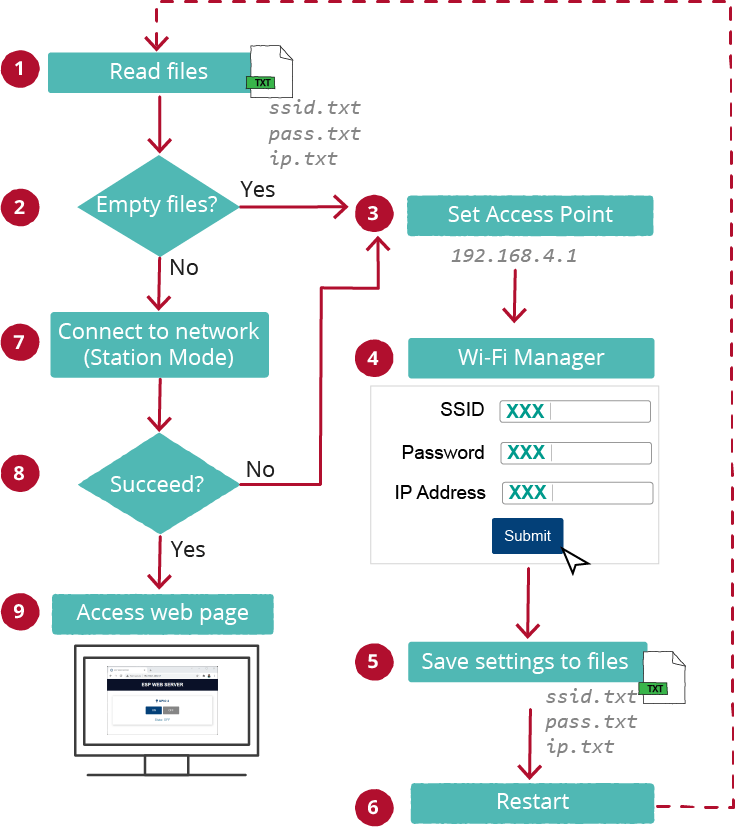 1
Read files
TXT
ssid.txt
pass.txt
ip.txt
2
Empty files?
Yes
No
3
Set Access Point
192.168.4.1
4
Wi-Fi Manager
SSID
XXX
Password
XXX
IP Address
XXX
Submit
5
Save settings to files
TXT
ssid.txt
pass.txt
ip.txt
6
Restart
7
Connect to network
(Station Mode)
8
Succeed?
No
Yes
9
Access web page
ESP WEB SERVER